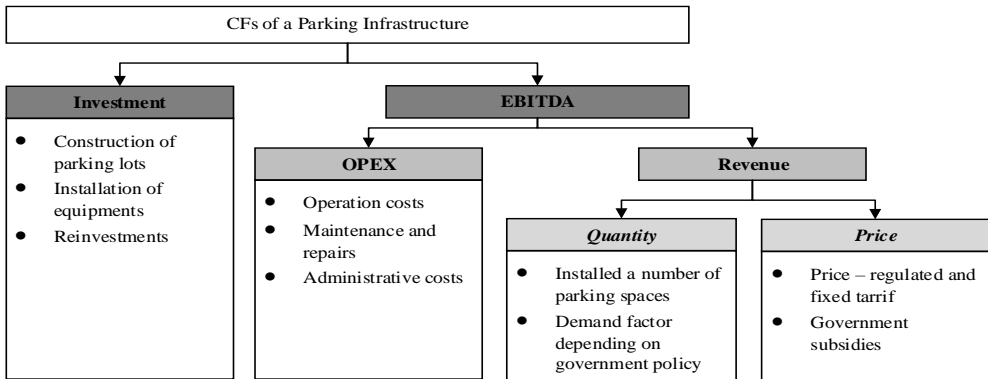 CFs of a Parking Infrastructure
Investment
● Construction of
parking lots
● Installation of
equipments
● Reinvestments
EBITDA
OPEX
● Operation costs
● Maintenance and
repairs
● Administrative costs
Revenue
Quantity
● Installed a number of
parking spaces
● Demand factor
depending on
government policy
Price
● Price – regulated and
fixed tarrif
● Government
subsidies